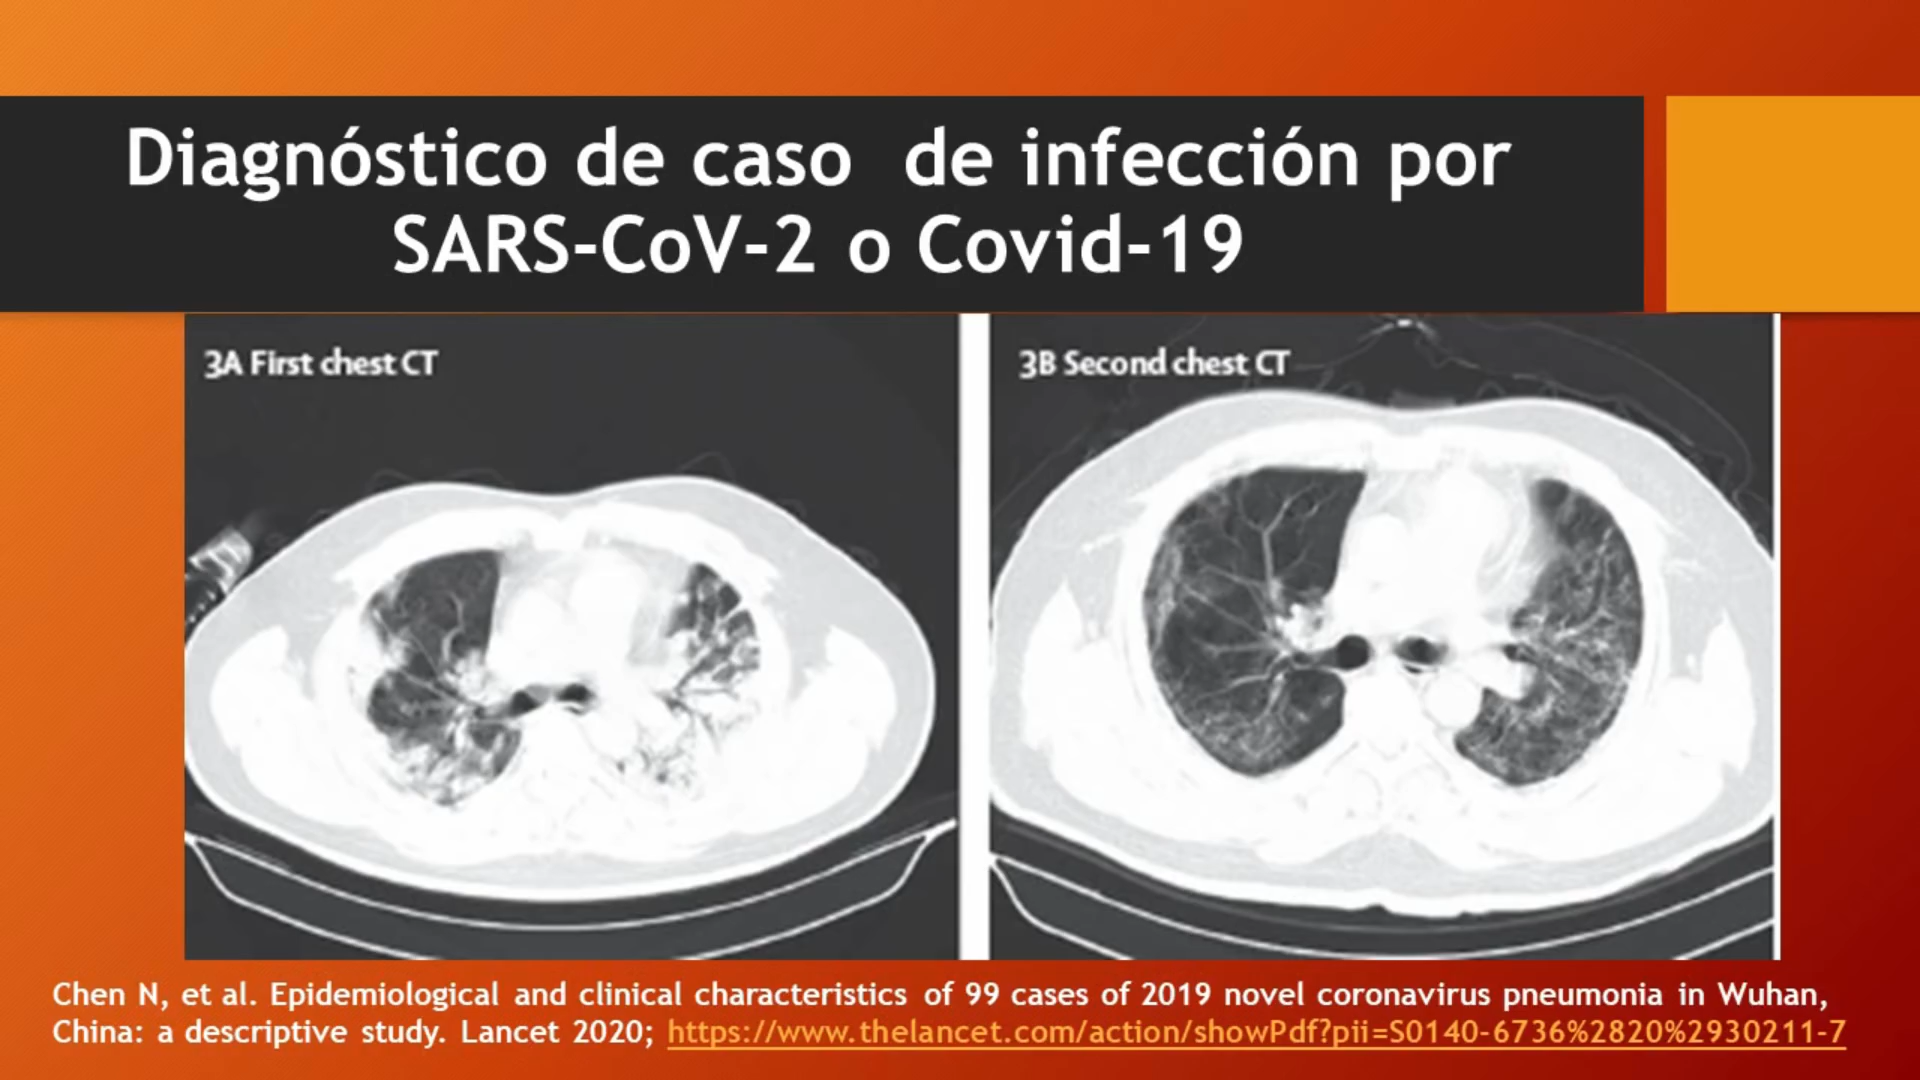 Diagnóstico de caso de infección por
SARS-CoV-2 o Covid-19
3A First chest CT
3B Second chest CT
Chen N, et al. Epidemiological and clinical characteristics of 99 cases of 2019 novel coronavirus pneumonia in Wuhan,
China: a descriptive study. Lancet 2020; https://www.thelancet.com/action/showPdf?pii=S0140-6736%2820%2930211-7